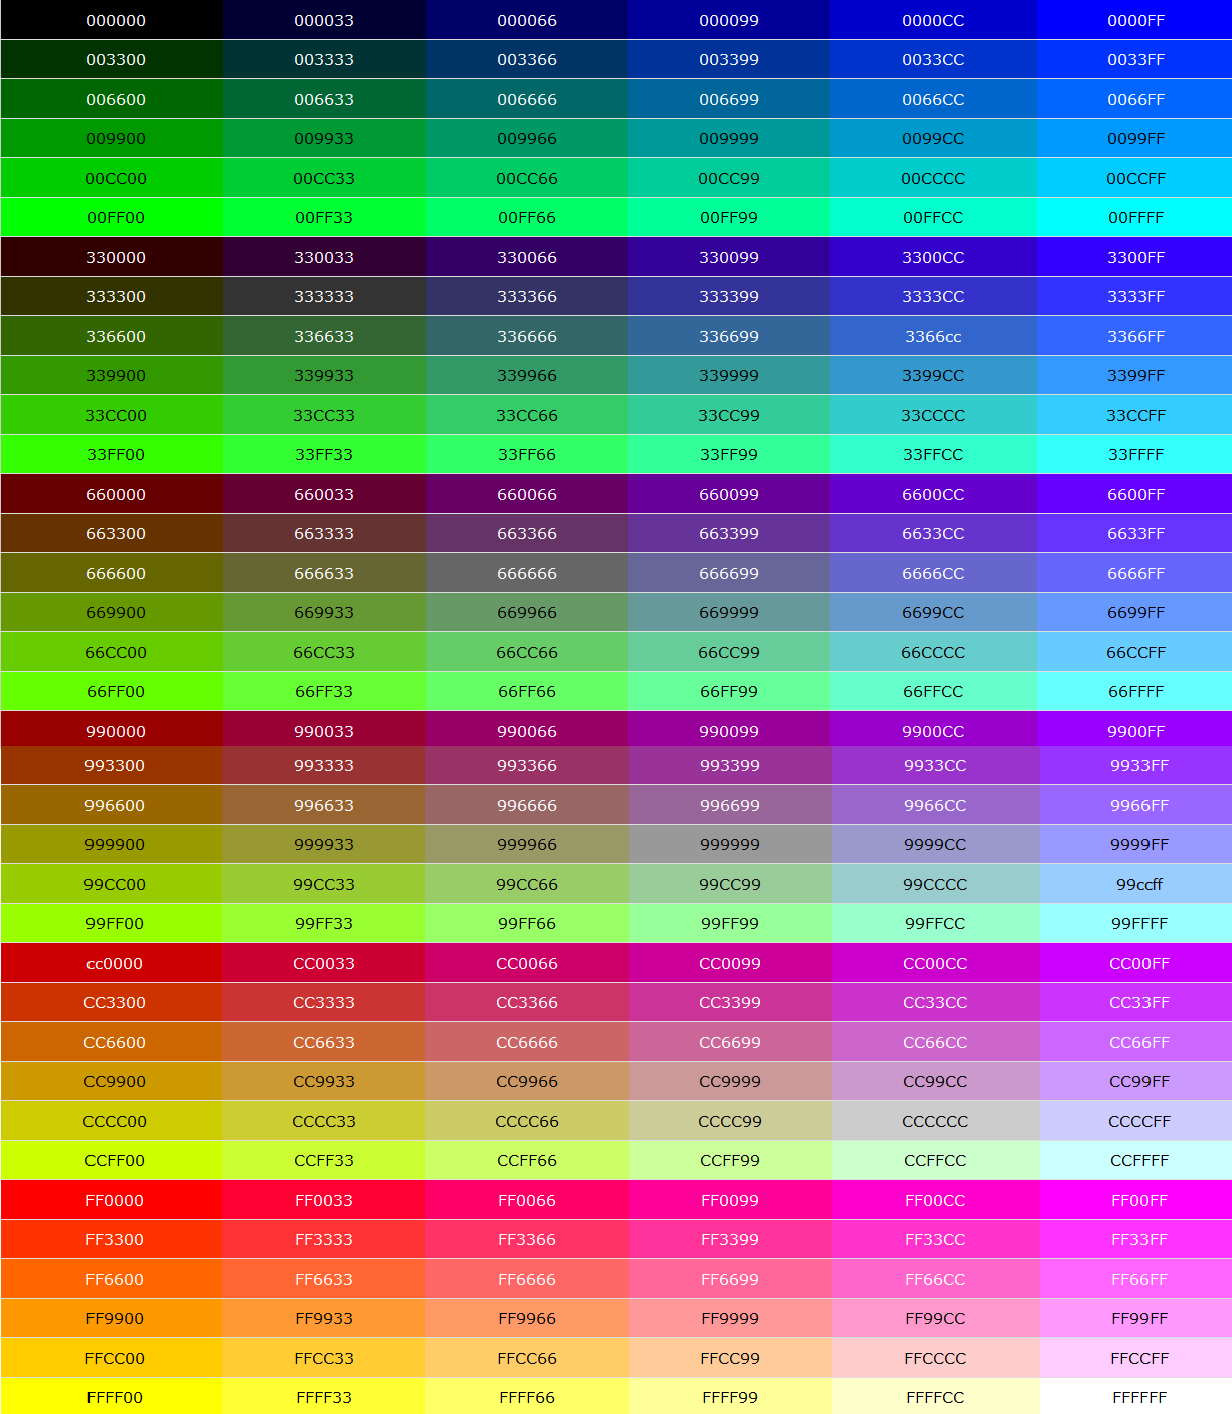 000000 000033 000066 000099 0000CC 0000FF
003300 003333 003366 003399 0033CC 0033FF
006600 006633 006666 006699 0066CC 0066FF
009900 009933 009966 009999 0099CC 0099FF
00CC00 00CC33 00CC66 00CC99 00CCCC 00CCFF
00FF00 00FF33 00FF66 00FF99 00FFCC 00FFFF
330000 330033 330066 330099 3300CC 3300FF
333300 333333 333366 333399 3333CC 3333FF
336600 336633 336666 336699 3366cc 3366FF
339900 339933 339966 339999 3399CC 3399FF
33CC00 33CC33 33CC66 33CC99 33CCCC 33CCFF
33FF00 33FF33 33FF66 33FF99 33FFCC 33FFFF
660000 660033 660066 660099 6600CC 6600FF
663300 663333 663366 663399 6633CC 6633FF
666600 666633 666666 666699 6666CC 6666FF
669900 669933 669966 669999 6699CC 6699FF
66CC00 66CC33 66CC66 66CC99 66CCCC 66CCFF
66FF00 66FF33 66FF66 66FF99 66FFCC 66FFFF
990000 990033 990066 990099 9900CC 9900FF
993300 993333 993366 993399 9933CC 9933FF
996600 996633 996666 996699 9966CC 9966FF
999900 999933 999966 999999 9999CC 9999FF
99CC00 99CC33 99CC66 99CC99 99CCCC 99ccff
99FF00 99FF33 99FF66 99FF99 99FFCC 99FFFF
cc0000 CC0033 CC0066 CC0099 CC00CC CC00FF
CC3300 CC3333 CC3366 CC3399 CC33CC CC33FF
CC6600 CC6633 CC6666 CC6699 CC66CC CC66FF
CC9900 CC9933 CC9966 CC9999 CC99CC CC99FF
CCCC00 CCCC33 CCCC66 CCCC99 CCCCCC CCCCFF
CCFF00 CCFF33 CCFF66 CCFF99 CCFFCC CCFFFF
FF0000 FF0033 FF0066 FF0099 FF00CC FF00FF
FF3300 FF3333 FF3366 FF3399 FF33CC FF33FF
FF6600 FF6633 FF6666 FF6699 FF66CC FF66FF
FF9900 FF9933 FF9966 FF9999 FF99CC FF99FF
FFCC00 FFCC33 FFCC66 FFCC99 FFCCCC FFCCFF
FFFF00 FFFF33 FFFF66 FFFF99 FFFFCC FFFFFF